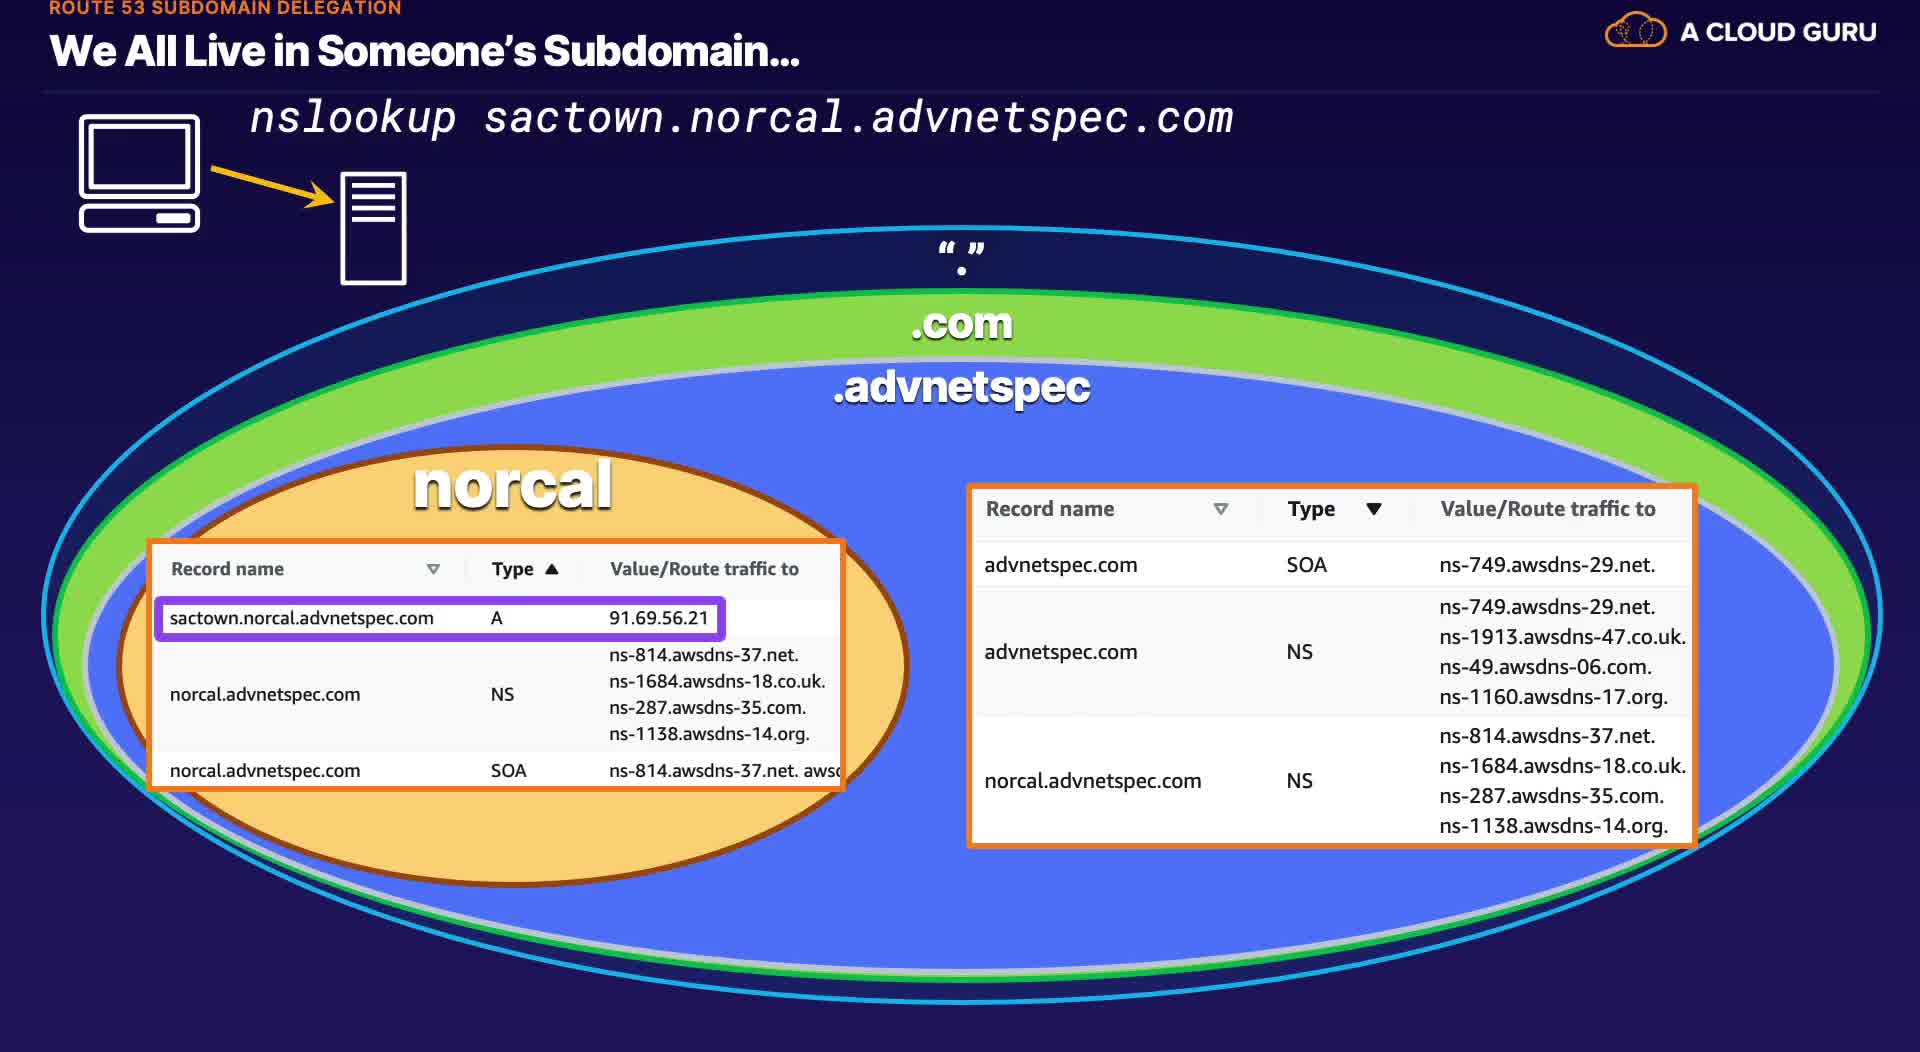 ROUTE 53 SUBDOMAIN DELEGATION
We All Live in Someone’s Subdomain...
A CLOUD GURU
nslookup sactown.norcal.advnetspec.com
“.”
.com
.advnetspec
norcal
Record name Type Value/Route traffic to
sactown.norcal.advnetspec.com A 91.69.56.21
norcal.advnetspec.com NS ns-814.awsdns-37.net.
ns-1684.awsdns-18.co.uk.
ns-287.awsdns-35.com.
ns-1138.awsdns-14.org.
norcal.advnetspec.com SOA ns-814.awsdns-37.net. awsd
Record name Type Value/Route traffic to
advnetspec.com SOA ns-749.awsdns-29.net.
advnetspec.com NS ns-749.awsdns-29.net.
ns-1913.awsdns-47.co.uk.
ns-49.awsdns-06.com.
ns-1160.awsdns-17.org.
norcal.advnetspec.com NS ns-814.awsdns-37.net.
ns-1684.awsdns-18.co.uk.
ns-287.awsdns-35.com.
ns-1138.awsdns-14.org.